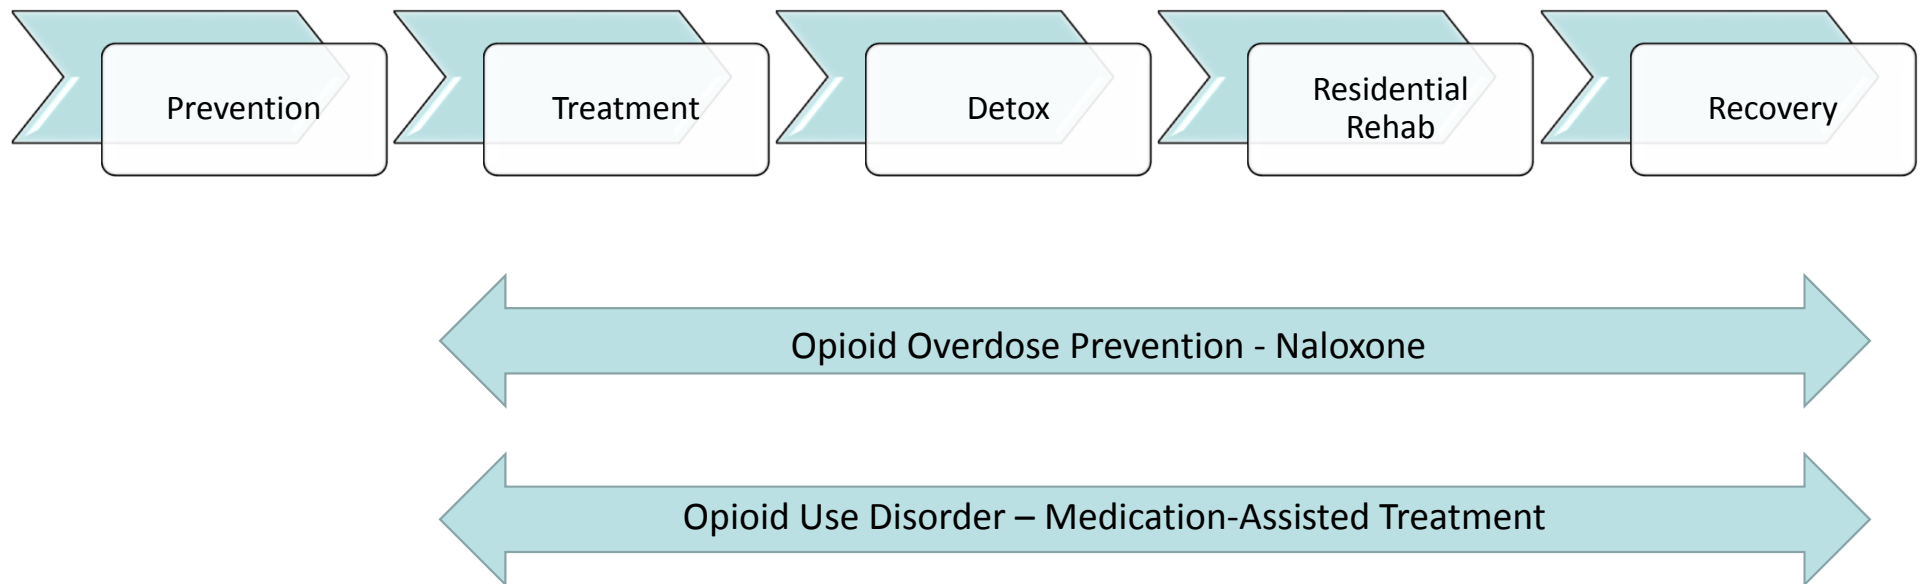 Prevention
Treatment
Detox
Residential
Rehab
Recovery
Opioid Overdose Prevention - Naloxone
Opioid Use Disorder – Medication-Assisted Treatment